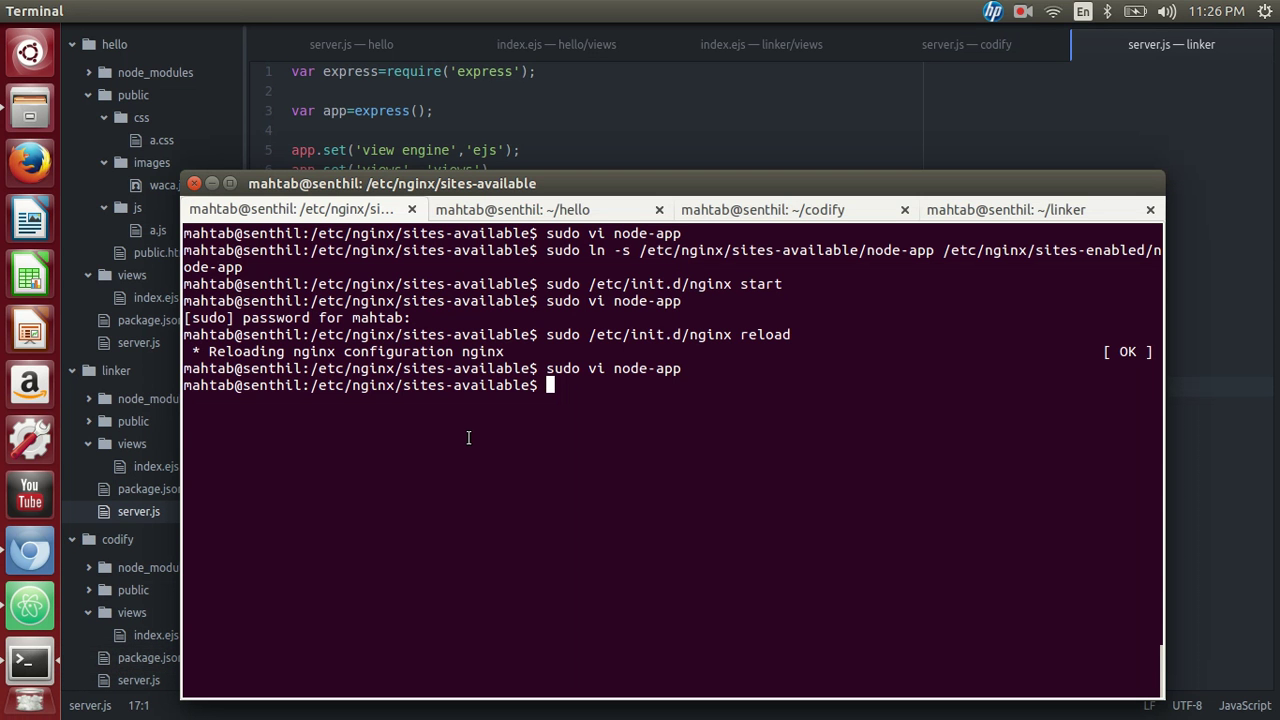 Terminal
hp
En
11:26 PM
hello
node_modules
public
css
a.css
images
waca.
js
a.js
public.ht
views
index.ejs
package.json
server.js
linker
node_mod
public
views
index.ejs
package.json
server.js
codify
node_modu
public
views
index.ejs
package.json
server.js
You
Tube
server.js — hello
index.ejs — hello/views
index.ejs — linker/views
server.js — codify
server.js — linker
1 var express=require('express');
2
3 var app=express();
4
5 app.set('view engine','ejs');
mahtab@senthil: /etc/nginx/sites-available
mahtab@senthil: /etc/nginx/si...
mahtab@senthil: ~/hello
mahtab@senthil: ~/codify
mahtab@senthil: ~/linker
mahtab@senthil:/etc/nginx/sites-available$ sudo vi node-app
mahtab@senthil:/etc/nginx/sites-available$ sudo ln -s /etc/nginx/sites-available/node-app /etc/nginx/sites-enabled/n
ode-app
mahtab@senthil:/etc/nginx/sites-available$ sudo /etc/init.d/nginx start
mahtab@senthil:/etc/nginx/sites-available$ sudo vi node-app
[sudo] password for mahtab:
mahtab@senthil:/etc/nginx/sites-available$ sudo /etc/init.d/nginx reload
* Reloading nginx configuration nginx [ OK ]
mahtab@senthil:/etc/nginx/sites-available$ sudo vi node-app
mahtab@senthil:/etc/nginx/sites-available$
server.js 17:1
LF UTF-8 JavaScript